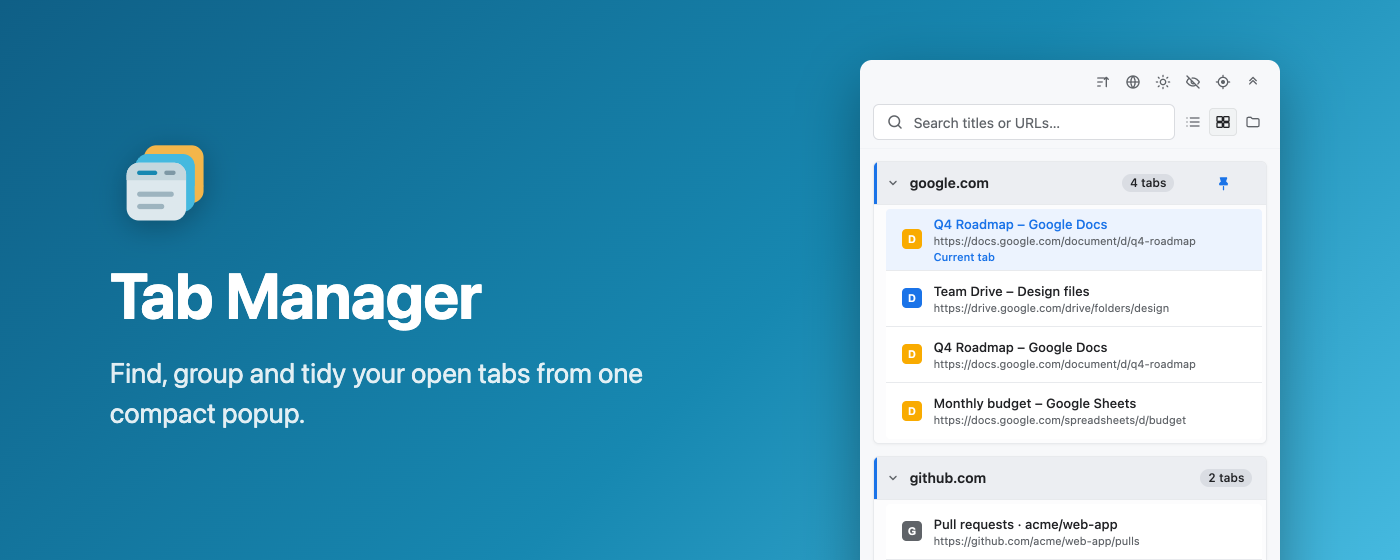 Tab Manager
Find, group and tidy your open tabs from one
compact popup.
Search titles or URLs...
google.com
4 tabs
D
Q4 Roadmap – Google Docs
https://docs.google.com/document/d/q4-roadmap
Current tab
D
Team Drive – Design files
https://drive.google.com/drive/folders/design
D
Q4 Roadmap – Google Docs
https://docs.google.com/document/d/q4-roadmap
D
Monthly budget – Google Sheets
https://docs.google.com/spreadsheets/d/budget
github.com
2 tabs
G
Pull requests · acme/web-app
https://github.com/acme/web-app/pulls